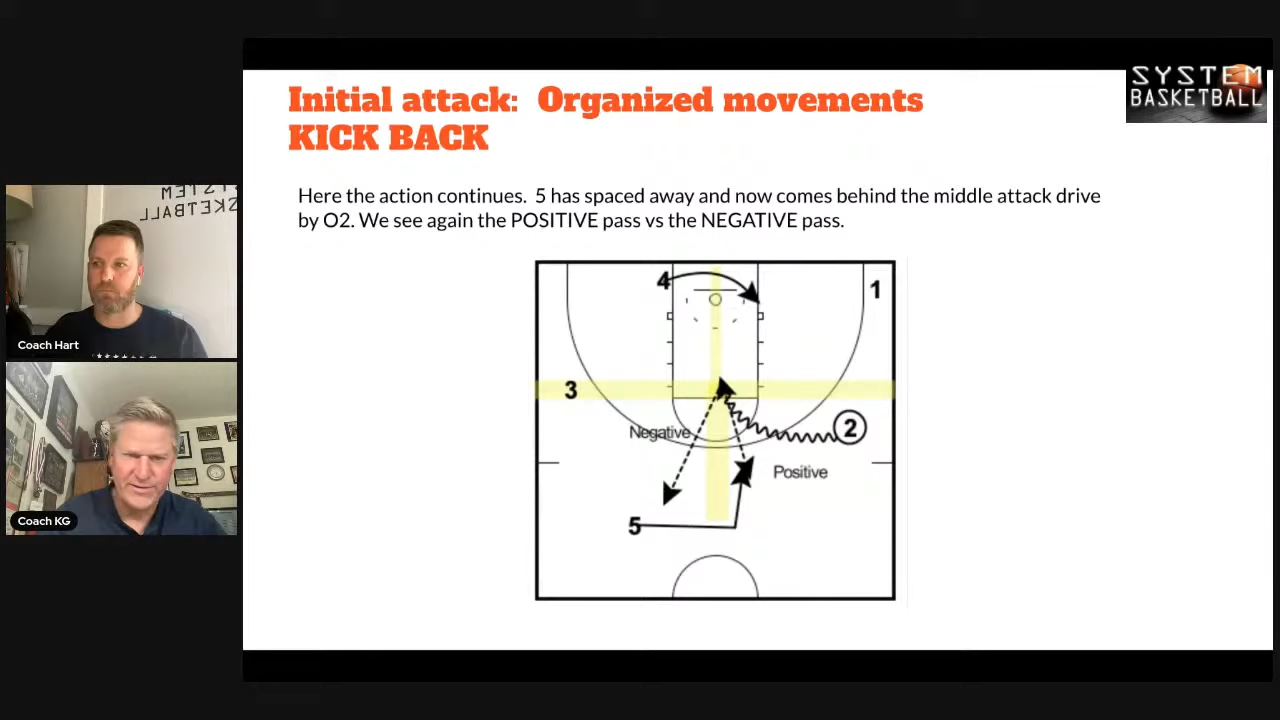 SYSTEM
BASKETBALL
Initial attack: Organized movements
KICK BACK
Here the action continues. 5 has spaced away and now comes behind the middle attack drive
by O2. We see again the POSITIVE pass vs the NEGATIVE pass.
4
1
3
2
Negative
Positive
5
SYSTEM
BASKETBALL
Coach Hart
Coach KG